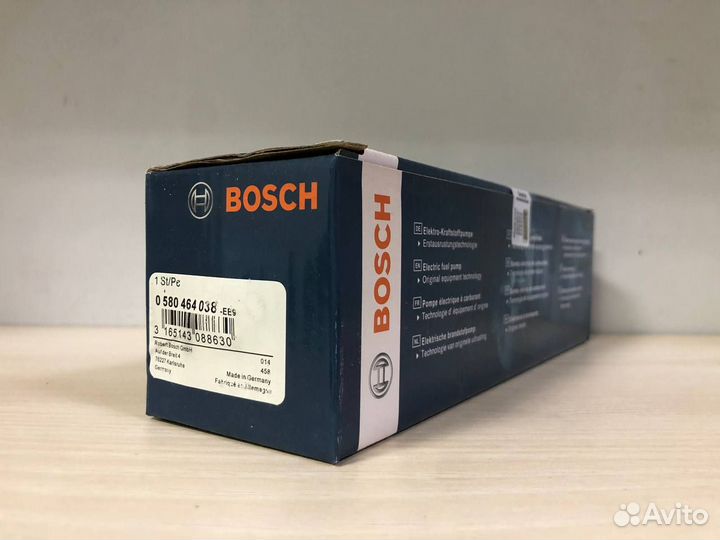 BOSCH
1 St/Pe
0 580 464 038 -EE9
3 165143 088630
Robert Bosch GmbH
Auf der Breit 4
76227 Karlsruhe
Germany
014
458
Made in Germany
Fabriqué en Allemagne
BOSCH
DE Elektro-Kraftstoffpumpe
Erstausrüstungstechnologie
EN Electric fuel pump
Original equipment technology
FR Pompe électrique à carburant
Technologie d' équipement d' origine
NL Elektrische brandstofpomp
Technologie van originele uitrusting
Avito